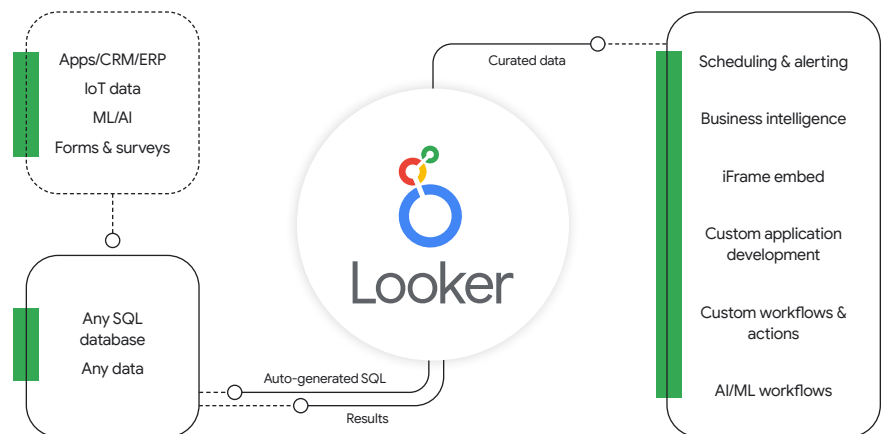 Apps/CRM/ERP
IoT data
ML/AI
Forms & surveys
Any SQL
database
Any data
Looker
Auto-generated SQL
Results
Curated data
Scheduling & alerting
Business intelligence
iFrame embed
Custom application
development
Custom workflows &
actions
AI/ML workflows